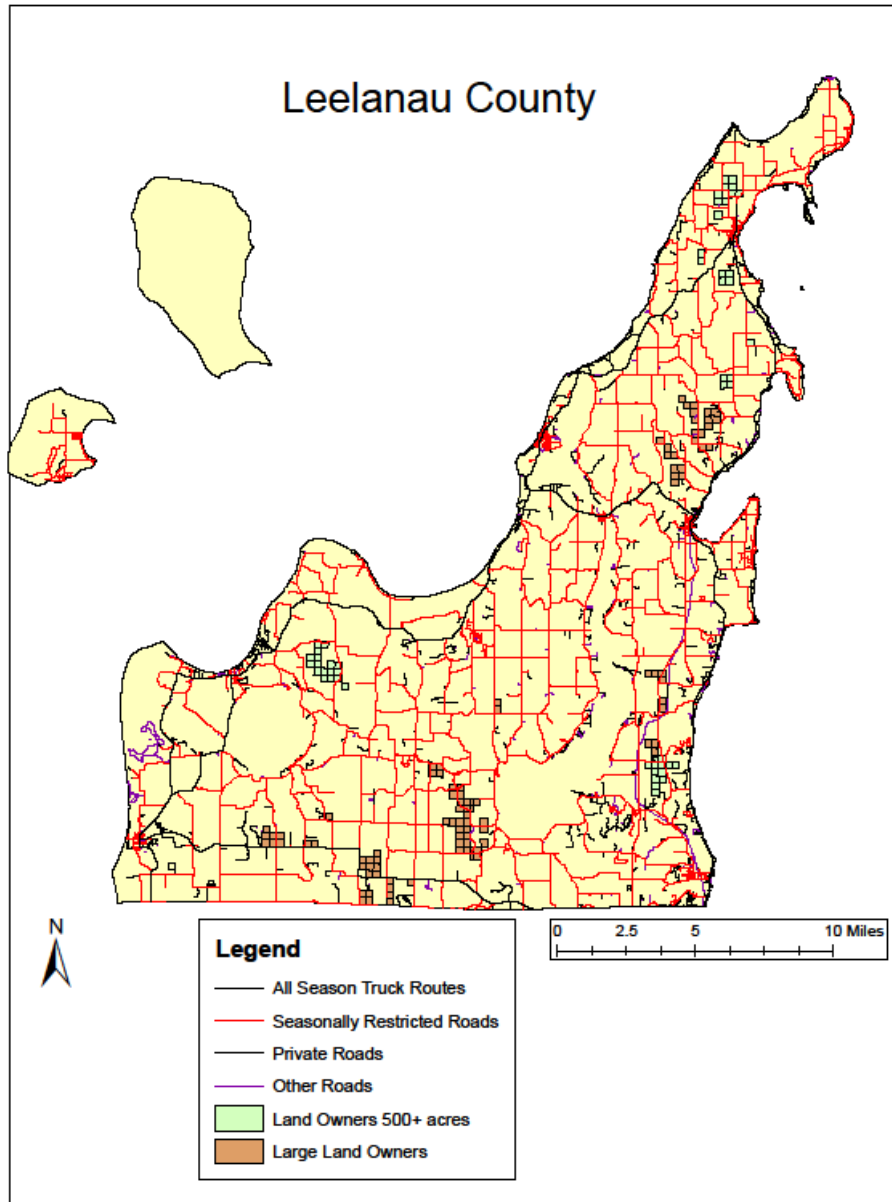 Leelanau County
N
Legend
All Season Truck Routes
Seasonally Restricted Roads
Private Roads
Other Roads
Land Owners 500+ acres
Large Land Owners
0 2.5 5 10 Miles